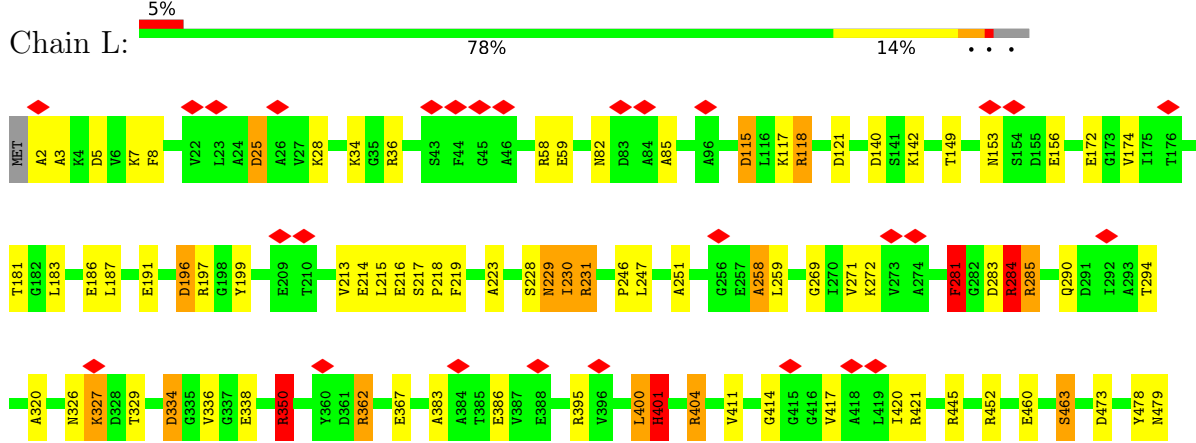 5%
Chain L:
78% 14% • • •
MET A2 A3 K4 D5 V6 K7 F8 V22 L23 A24 D25 A26 V27 K28 K34 G35 R36 S43 F44 G45 A46 R58 E59 N82 D83 A84 A85 A96 D115 L116 K117 R118 D121 D140 S141 K142 T149 N153 S154 D155 E156 E172 G173 V174 I175 T176
T181 G182 L183 E186 L187 E191 D196 R197 G198 Y199 E209 T210 V213 E214 L215 E216 S217 P218 F219 A223 S228 N229 I230 R231 P246 L247 A251 G256 E257 A258 L259 G269 I270 V271 K272 V273 A274 F281 G282 D283 R284 R285 Q290 D291 I292 A293 T294
A320 N326 K327 D328 T329 D334 G335 V336 G337 E338 R350 Y360 D361 R362 E367 A383 A384 T385 E386 V387 E388 R395 V396 L400 H401 R404 V411 G414 G415 G416 V417 A418 L419 I420 R421 R445 R452 E460 S463 D473 Y478 N479